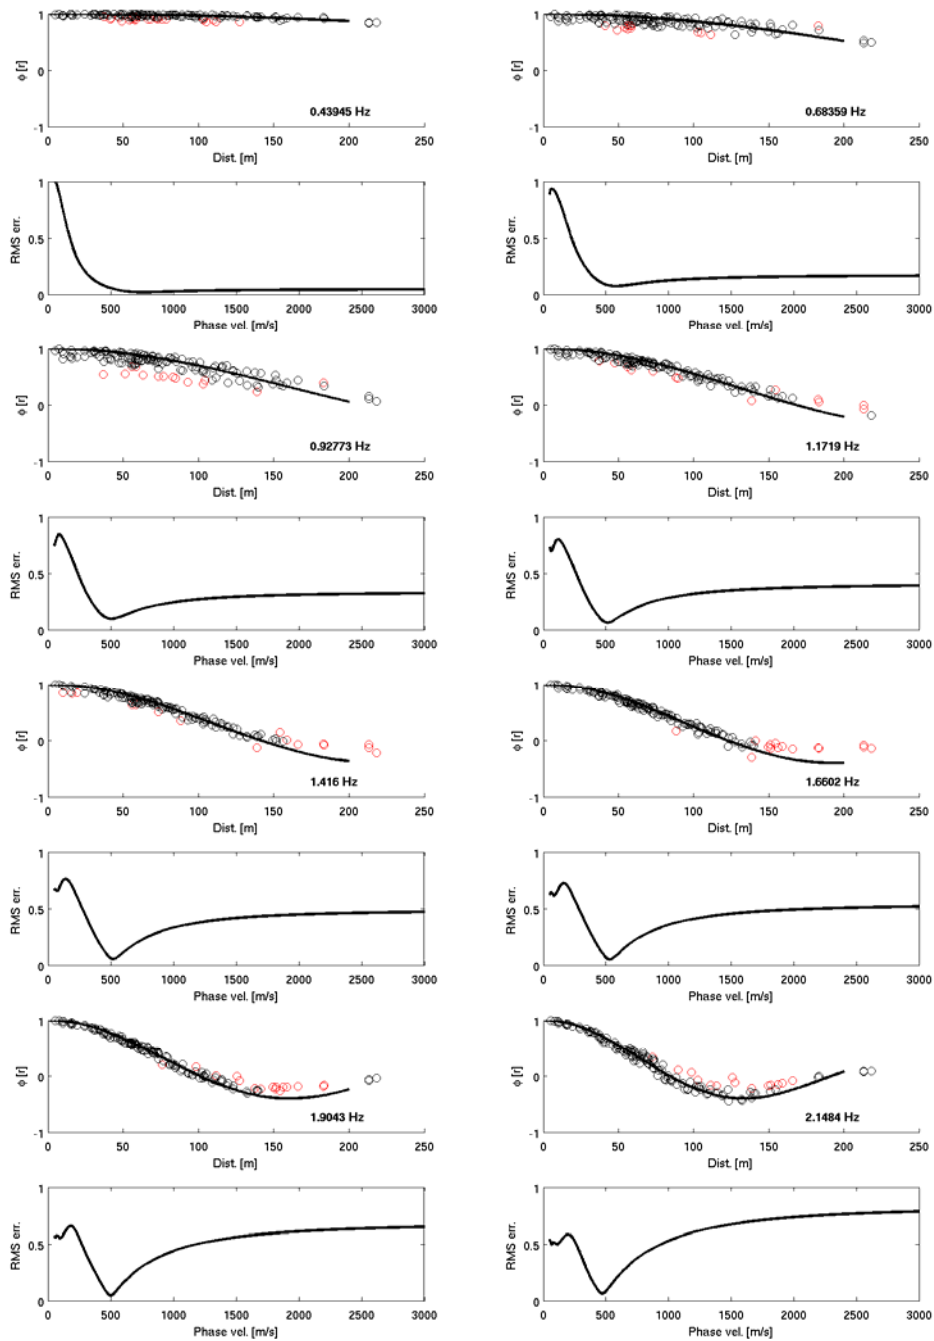 1
0
-1
φ [r]
0.43945 Hz
0 50 100 150 200 250
Dist. [m]
1
0
-1
φ [r]
0.68359 Hz
0 50 100 150 200 250
Dist. [m]
1
0.5
0
RMS err.
0 500 1000 1500 2000 2500 3000
Phase vel. [m/s]
1
0.5
0
RMS err.
0 500 1000 1500 2000 2500 3000
Phase vel. [m/s]
1
0
-1
φ [r]
0.92773 Hz
0 50 100 150 200 250
Dist. [m]
1
0
-1
φ [r]
1.1719 Hz
0 50 100 150 200 250
Dist. [m]
1
0.5
0
RMS err.
0 500 1000 1500 2000 2500 3000
Phase vel. [m/s]
1
0.5
0
RMS err.
0 500 1000 1500 2000 2500 3000
Phase vel. [m/s]
1
0
-1
φ [r]
1.416 Hz
0 50 100 150 200 250
Dist. [m]
1
0
-1
φ [r]
1.6602 Hz
0 50 100 150 200 250
Dist. [m]
1
0.5
0
RMS err.
0 500 1000 1500 2000 2500 3000
Phase vel. [m/s]
1
0.5
0
RMS err.
0 500 1000 1500 2000 2500 3000
Phase vel. [m/s]
1
0
-1
φ [r]
1.9043 Hz
0 50 100 150 200 250
Dist. [m]
1
0
-1
φ [r]
2.1484 Hz
0 50 100 150 200 250
Dist. [m]
1
0.5
0
RMS err.
0 500 1000 1500 2000 2500 3000
Phase vel. [m/s]
1
0.5
0
RMS err.
0 500 1000 1500 2000 2500 3000
Phase vel. [m/s]